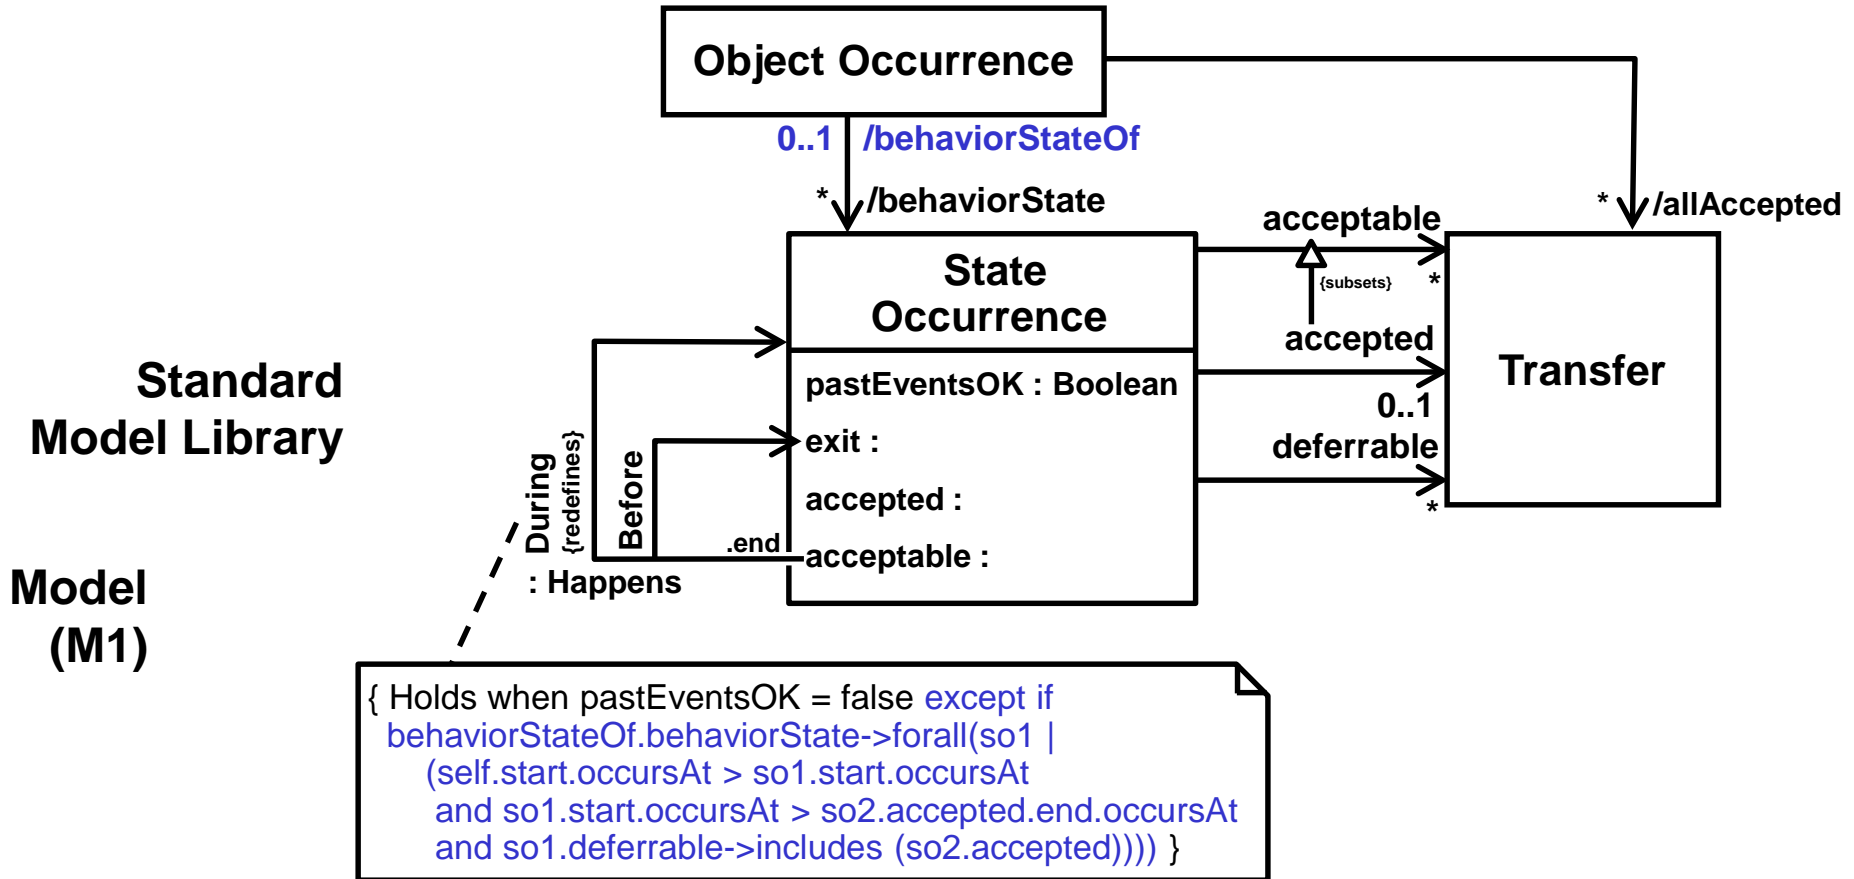 Object Occurrence
0..1 /behaviorStateOf
* /behaviorState
* /allAccepted
acceptable
*
{subsets}
accepted
0..1
deferrable
*
State
Occurrence
pastEventsOK : Boolean
exit :
accepted :
acceptable :
Transfer
Standard
Model Library
During
{redefines}
Before
.end
: Happens
Model
(M1)
{ Holds when pastEventsOK = false except if
behaviorStateOf.behaviorState->forall(so1 |
(self.start.occursAt > so1.start.occursAt
and so1.start.occursAt > so2.accepted.end.occursAt
and so1.deferrable->includes (so2.accepted)))) }